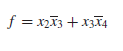 f = x₂x̅₃ + x₃x̅₄